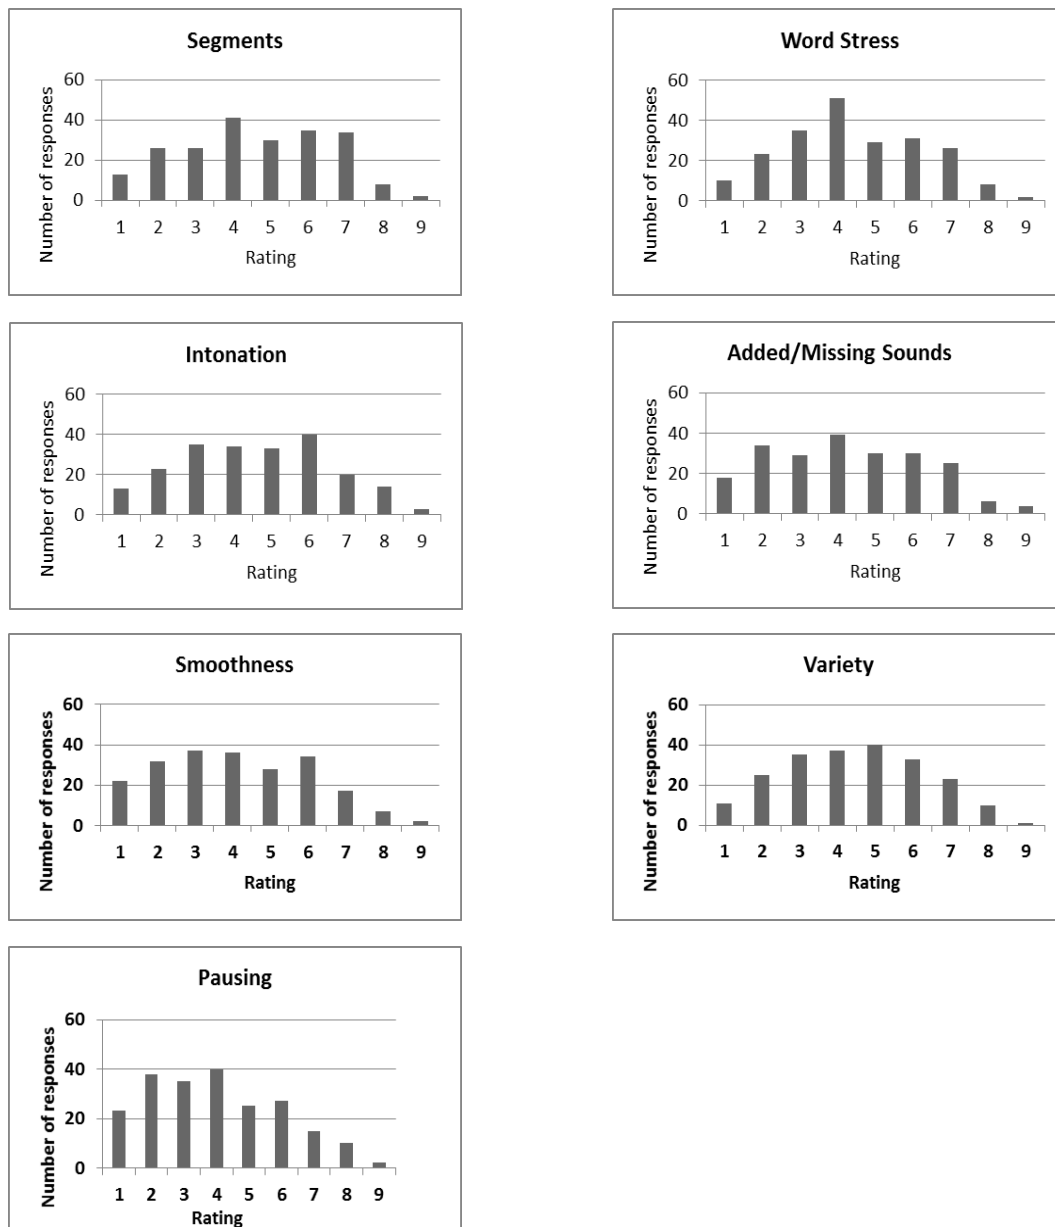 Segments
Number of responses
60
40
20
0
1 2 3 4 5 6 7 8 9
Rating
Word Stress
Number of responses
60
40
20
0
1 2 3 4 5 6 7 8 9
Rating
Intonation
Number of responses
60
40
20
0
1 2 3 4 5 6 7 8 9
Rating
Added/Missing Sounds
Number of responses
60
40
20
0
1 2 3 4 5 6 7 8 9
Rating
Smoothness
Number of responses
60
40
20
0
1 2 3 4 5 6 7 8 9
Rating
Variety
Number of responses
60
40
20
0
1 2 3 4 5 6 7 8 9
Rating
Pausing
Number of responses
60
40
20
0
1 2 3 4 5 6 7 8 9
Rating